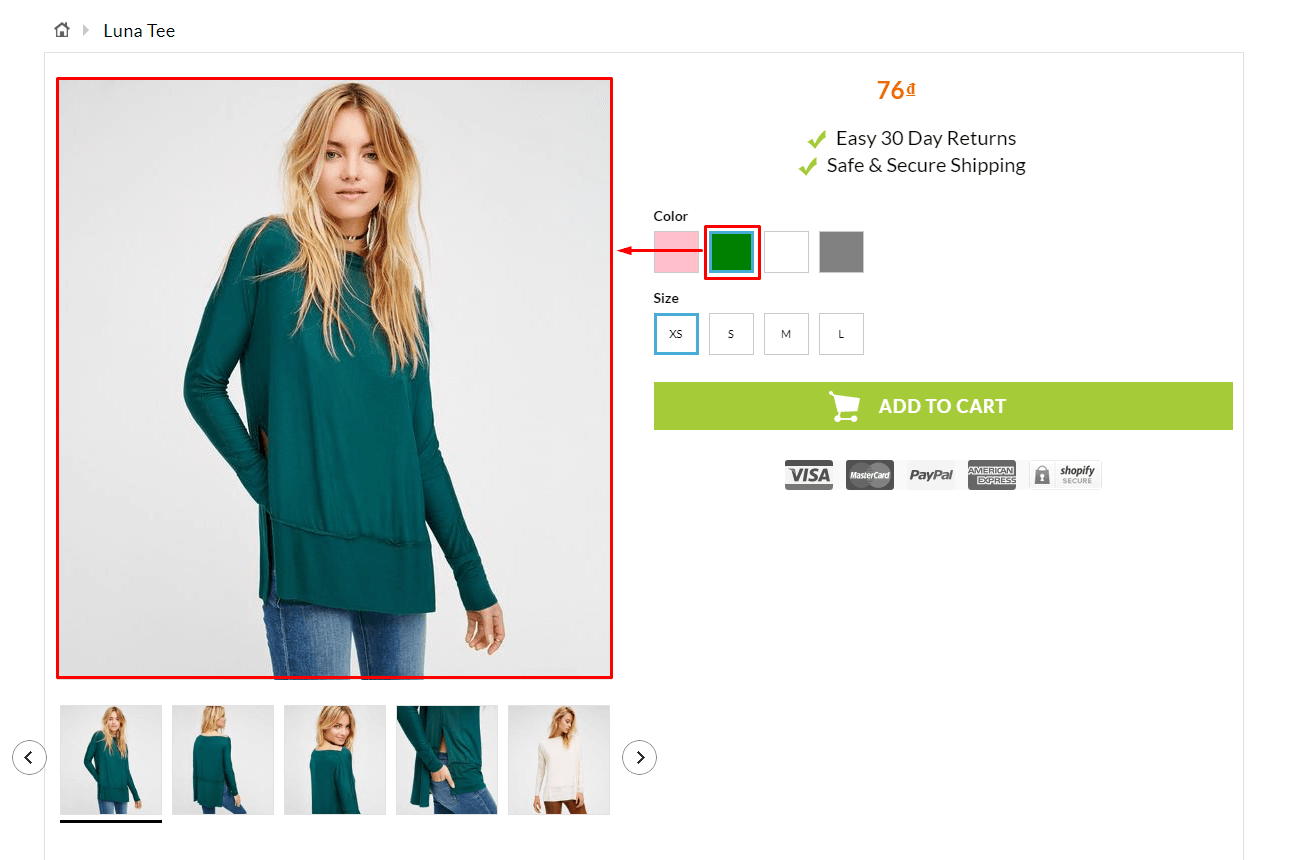 Luna Tee
76₫
Easy 30 Day Returns
Safe & Secure Shipping
Color
Size
XS S M L
ADD TO CART
VISA MasterCard PayPal AMERICAN EXPRESS shopify SECURE